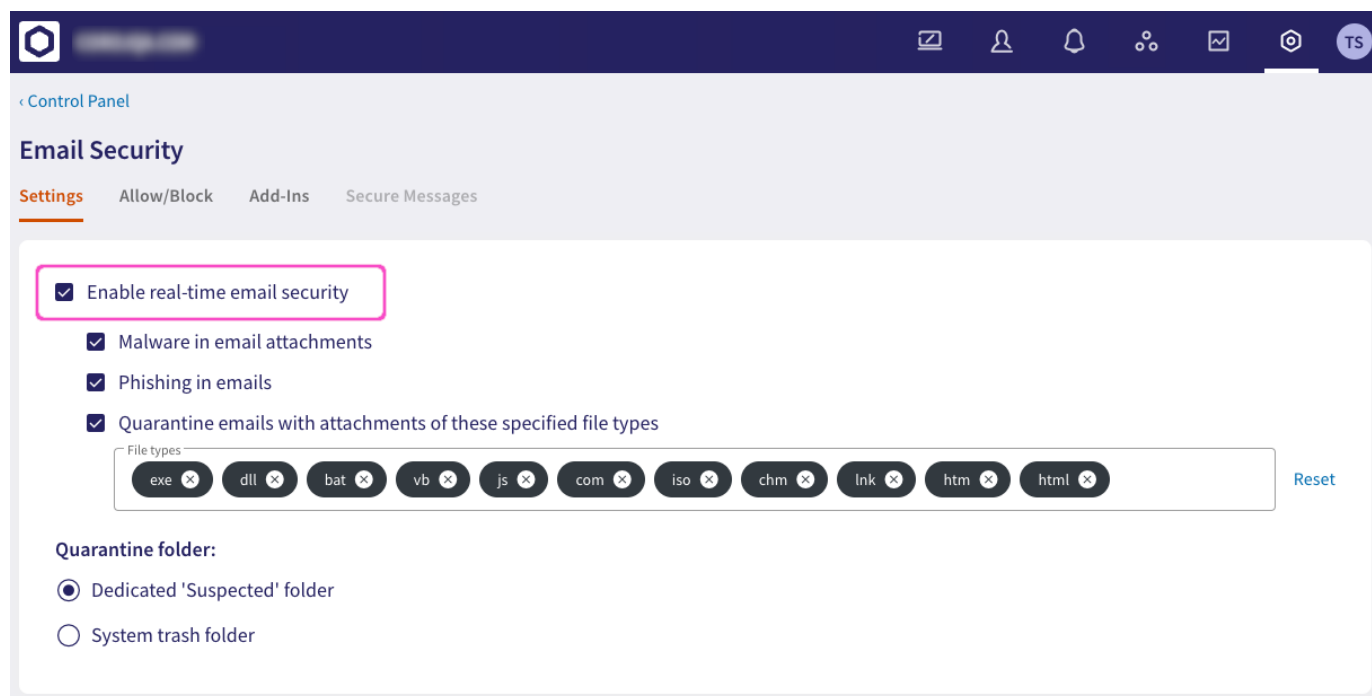 TS
‹ Control Panel
Email Security
Settings Allow/Block Add-Ins Secure Messages
Enable real-time email security
Malware in email attachments
Phishing in emails
Quarantine emails with attachments of these specified file types
File types
exe dll bat vb js com iso chm lnk htm html
Reset
Quarantine folder:
Dedicated 'Suspected' folder
System trash folder